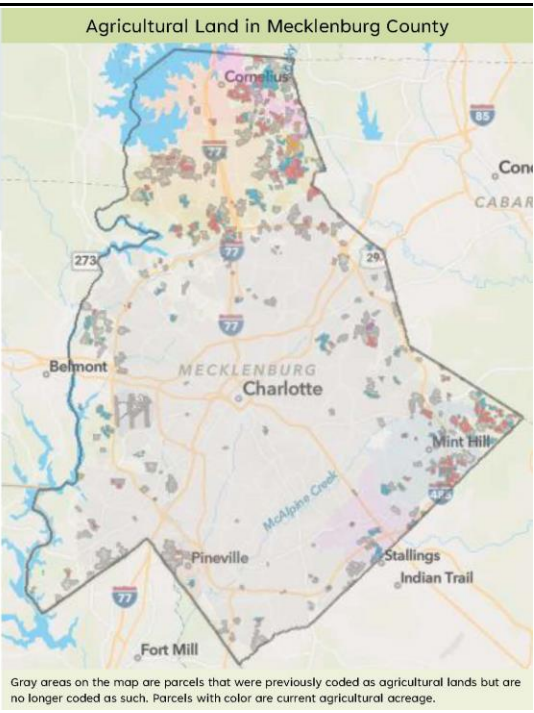 Agricultural Land in Mecklenburg County
Cornelius
77
85
Conc
CABAR
273
77
29
77
Belmont
MECKLENBURG
Charlotte
Mint Hill
485
McAlpine Creek
Pineville
Stallings
Indian Trail
77
Fort Mill
Gray areas on the map are parcels that were previously coded as agricultural lands but are
no longer coded as such. Parcels with color are current agricultural acreage.